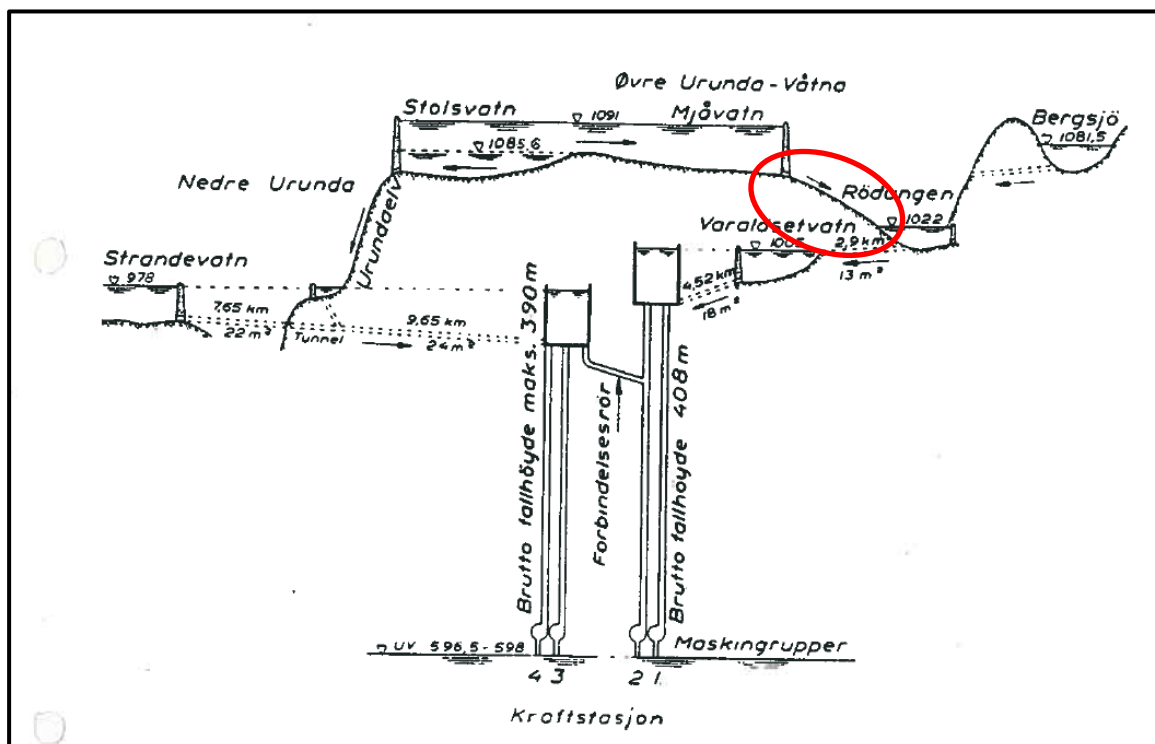 Øvre Urunda-Våtna
Stolsvatn
1091
Mjåvatn
Bergsjö
1081,5
1085,6
Nedre Urunda
Urundaelv
Rödungen
1022
Varaldsetvatn
2,9 km
13 m²
4,52 km
18 m²
Strandevatn
978
7,65 km
22 m²
Tunnel
9,65 km
24 m²
Brutto fallhöyde maks. 390 m
Forbindelsesrör
Brutto fallhöyde 408 m
UV 596,5-598
Maskingrupper
4 3 2 1.
Kraftstasjon